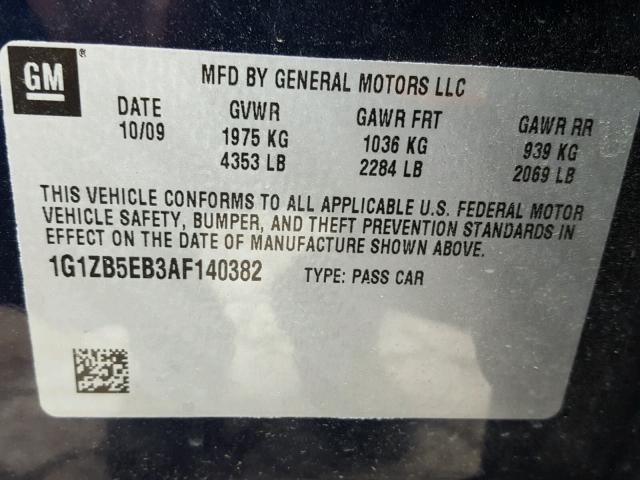 GM ®
MFD BY GENERAL MOTORS LLC
DATE GVWR GAWR FRT GAWR RR
10/09 1975 KG 1036 KG 939 KG
4353 LB 2284 LB 2069 LB
THIS VEHICLE CONFORMS TO ALL APPLICABLE U.S. FEDERAL MOTOR
VEHICLE SAFETY, BUMPER, AND THEFT PREVENTION STANDARDS IN
EFFECT ON THE DATE OF MANUFACTURE SHOWN ABOVE.
1G1ZB5EB3AF140382 TYPE: PASS CAR